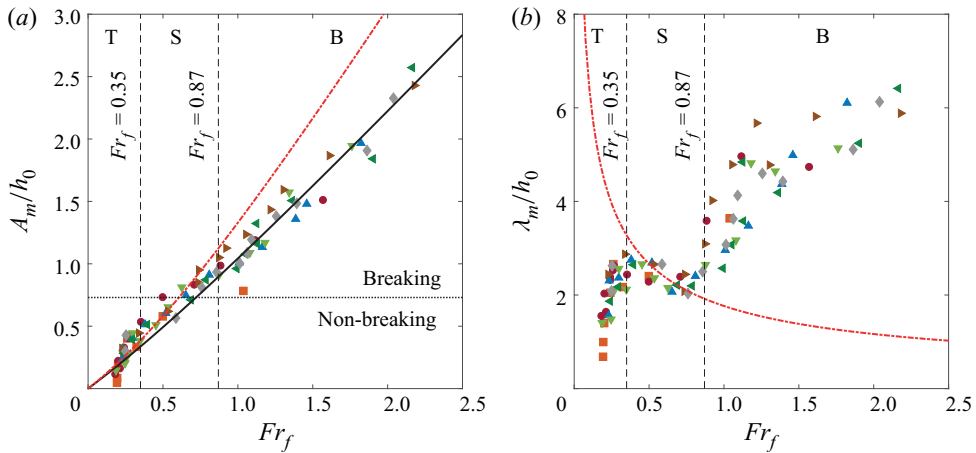 (a)
3.0
2.5
2.0
1.5
1.0
0.5
A_m/h_0
T
S
B
Fr_f = 0.35
Fr_f = 0.87
Breaking
Non-breaking
0
0.5
1.0
1.5
2.0
2.5
Fr_f
(b)
8
6
4
2
λ_m/h_0
T
S
B
Fr_f = 0.35
Fr_f = 0.87
0
0.5
1.0
1.5
2.0
2.5
Fr_f